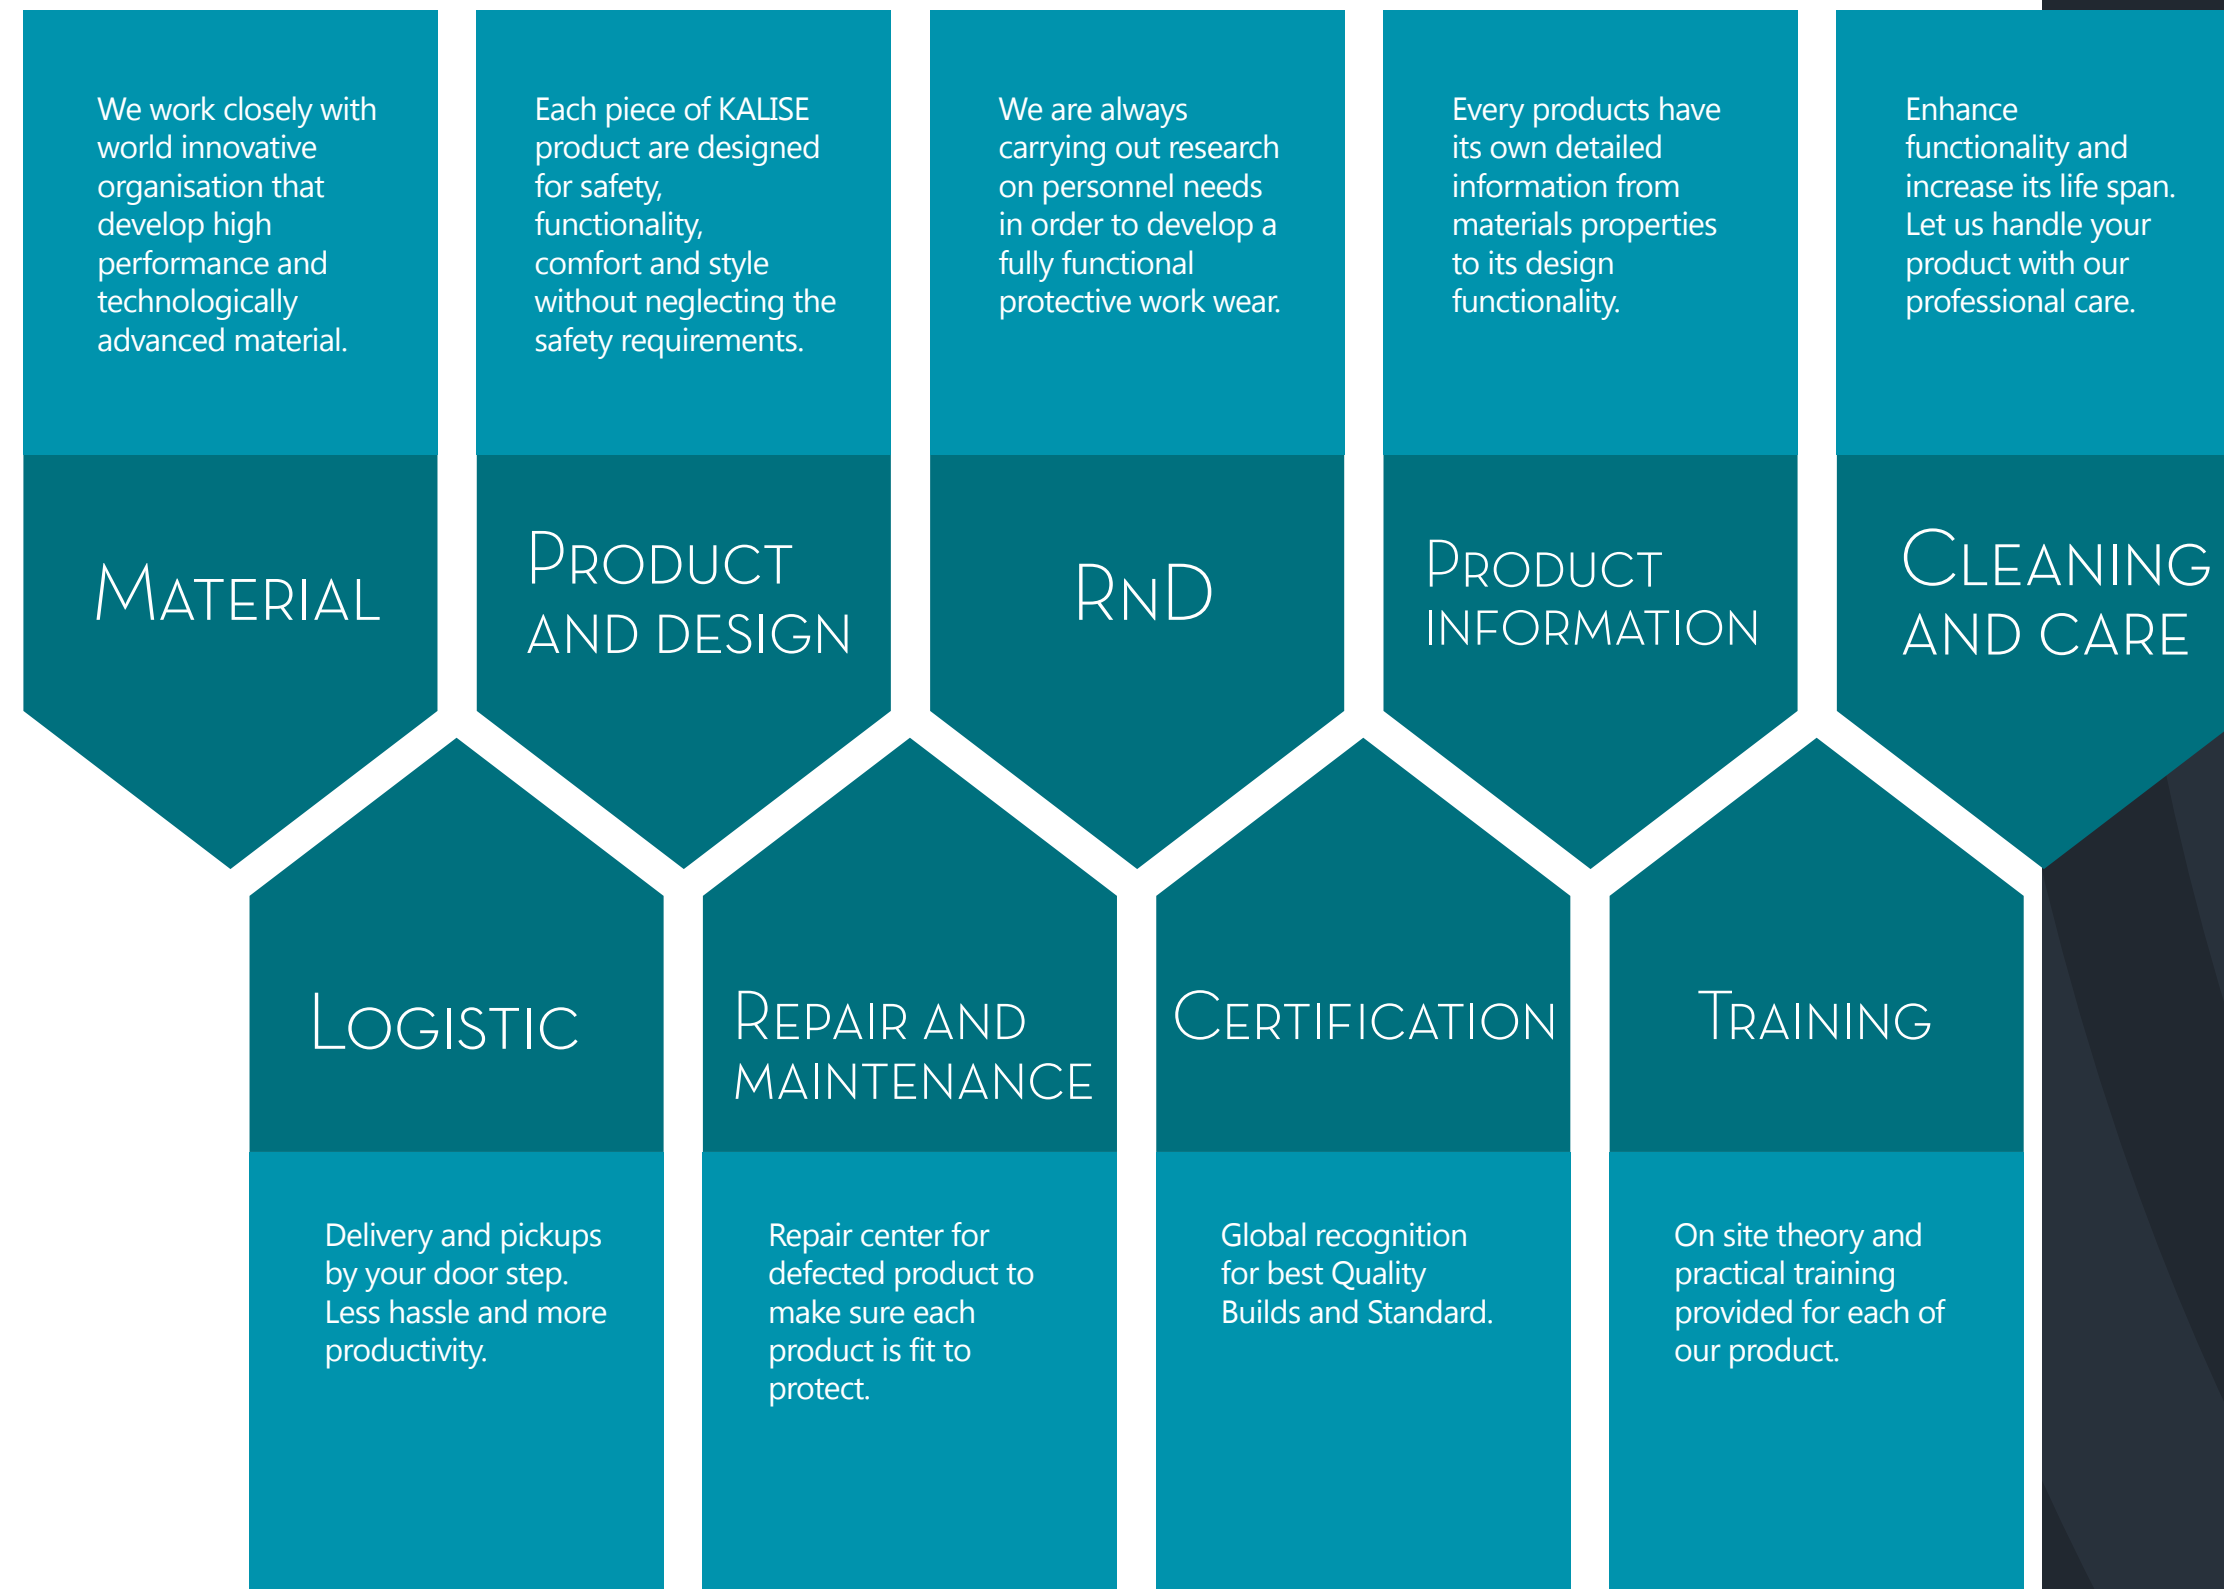 We work closely with
world innovative
organisation that
develop high
performance and
technologically
advanced material.
Material
Each piece of KALISE
product are designed
for safety,
functionality,
comfort and style
without neglecting the
safety requirements.
Product
and design
We are always
carrying out research
on personnel needs
in order to develop a
fully functional
protective work wear.
RnD
Every products have
its own detailed
information from
materials properties
to its design
functionality.
Product
information
Enhance
functionality and
increase its life span.
Let us handle your
product with our
professional care.
Cleaning
and care
Logistic
Delivery and pickups
by your door step.
Less hassle and more
productivity.
Repair and
maintenance
Repair center for
defected product to
make sure each
product is fit to
protect.
Certification
Global recognition
for best Quality
Builds and Standard.
Training
On site theory and
practical training
provided for each of
our product.